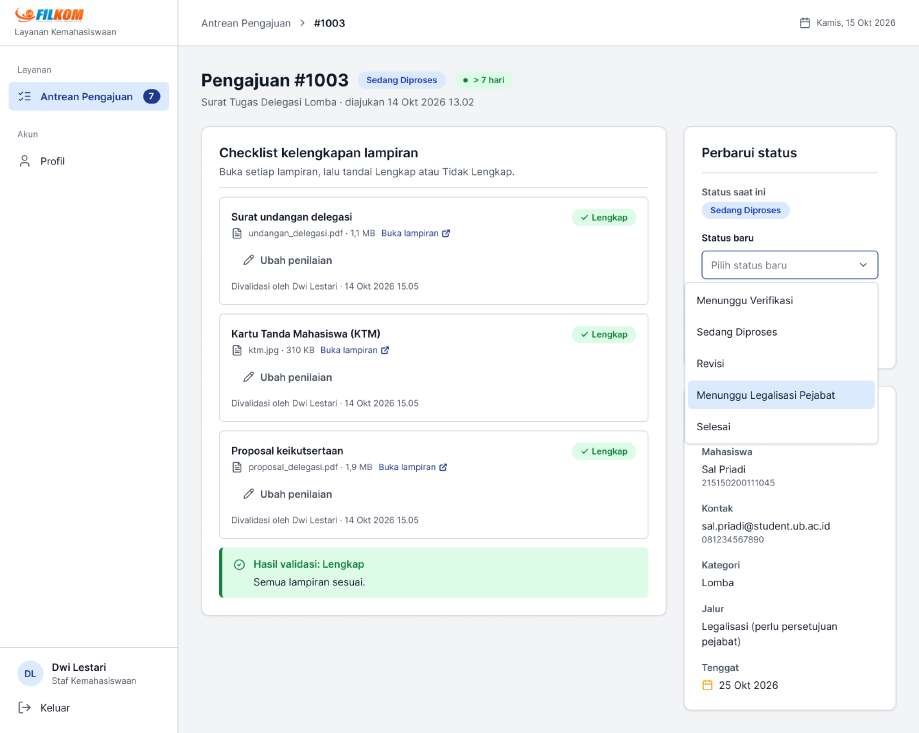 FILKOM
Layanan Kemahasiswaan
Layanan
Antrean Pengajuan 7
Akun
Profil
Antrean Pengajuan > #1003
Kamis, 15 Okt 2026
Pengajuan #1003 Sedang Diproses • > 7 hari
Surat Tugas Delegasi Lomba · diajukan 14 Okt 2026 13.02
Checklist kelengkapan lampiran
Buka setiap lampiran, lalu tandai Lengkap atau Tidak Lengkap.
Surat undangan delegasi
Lengkap
undangan_delegasi.pdf · 1,1 MB Buka lampiran
Ubah penilaian
Divalidasi oleh Dwi Lestari · 14 Okt 2026 15.05
Kartu Tanda Mahasiswa (KTM)
Lengkap
ktm.jpg · 310 KB Buka lampiran
Ubah penilaian
Divalidasi oleh Dwi Lestari · 14 Okt 2026 15.05
Proposal keikutsertaan
Lengkap
proposal_delegasi.pdf · 1,9 MB Buka lampiran
Ubah penilaian
Divalidasi oleh Dwi Lestari · 14 Okt 2026 15.05
Hasil validasi: Lengkap
Semua lampiran sesuai.
Perbarui status
Status saat ini
Sedang Diproses
Status baru
Pilih status baru
Menunggu Verifikasi
Sedang Diproses
Revisi
Menunggu Legalisasi Pejabat
Selesai
Mahasiswa
Sal Priadi
215150200111045
Kontak
sal.priadi@student.ub.ac.id
081234567890
Kategori
Lomba
Jalur
Legalisasi (perlu persetujuan
pejabat)
Tenggat
25 Okt 2026
DL
Dwi Lestari
Staf Kemahasiswaan
Keluar